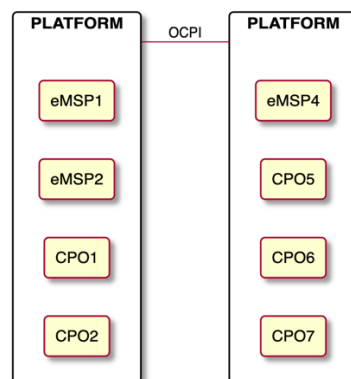 PLATFORM
OCPI
PLATFORM
eMSP1
eMSP4
eMSP2
CPO5
CPO1
CPO6
CPO2
CPO7